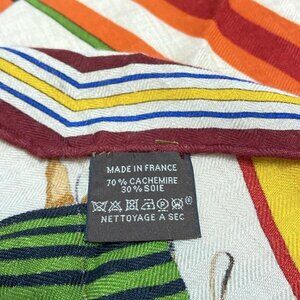 MADE IN FRANCE
70% CACHEMIRE
30% SOIE
NETTOYAGE A SEC